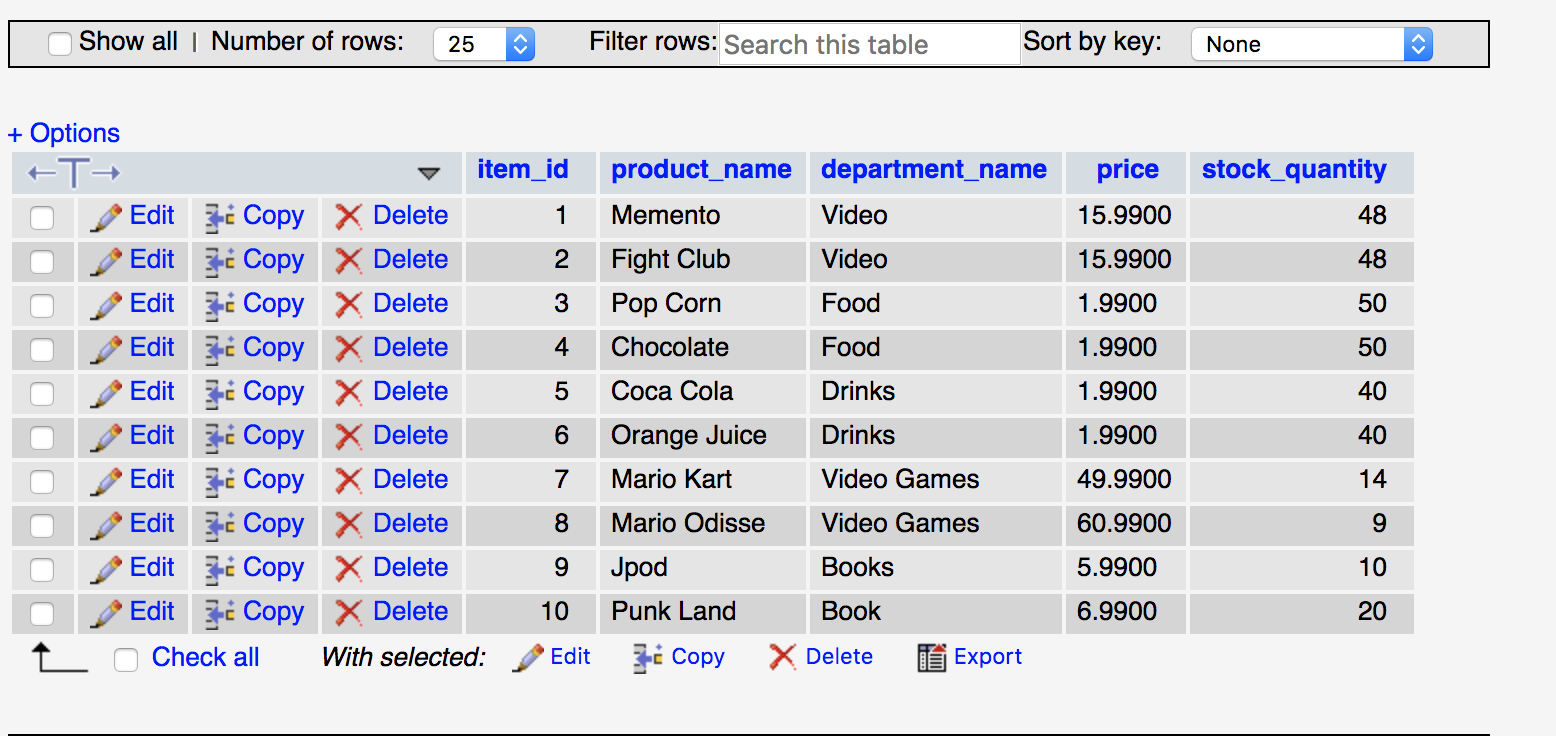 Show all | Number of rows: 25 Filter rows: Search this table Sort by key: None
+ Options
←T→ item_id product_name department_name price stock_quantity
Edit Copy Delete 1 Memento Video 15.9900 48
Edit Copy Delete 2 Fight Club Video 15.9900 48
Edit Copy Delete 3 Pop Corn Food 1.9900 50
Edit Copy Delete 4 Chocolate Food 1.9900 50
Edit Copy Delete 5 Coca Cola Drinks 1.9900 40
Edit Copy Delete 6 Orange Juice Drinks 1.9900 40
Edit Copy Delete 7 Mario Kart Video Games 49.9900 14
Edit Copy Delete 8 Mario Odisse Video Games 60.9900 9
Edit Copy Delete 9 Jpod Books 5.9900 10
Edit Copy Delete 10 Punk Land Book 6.9900 20
Check all With selected: Edit Copy Delete Export